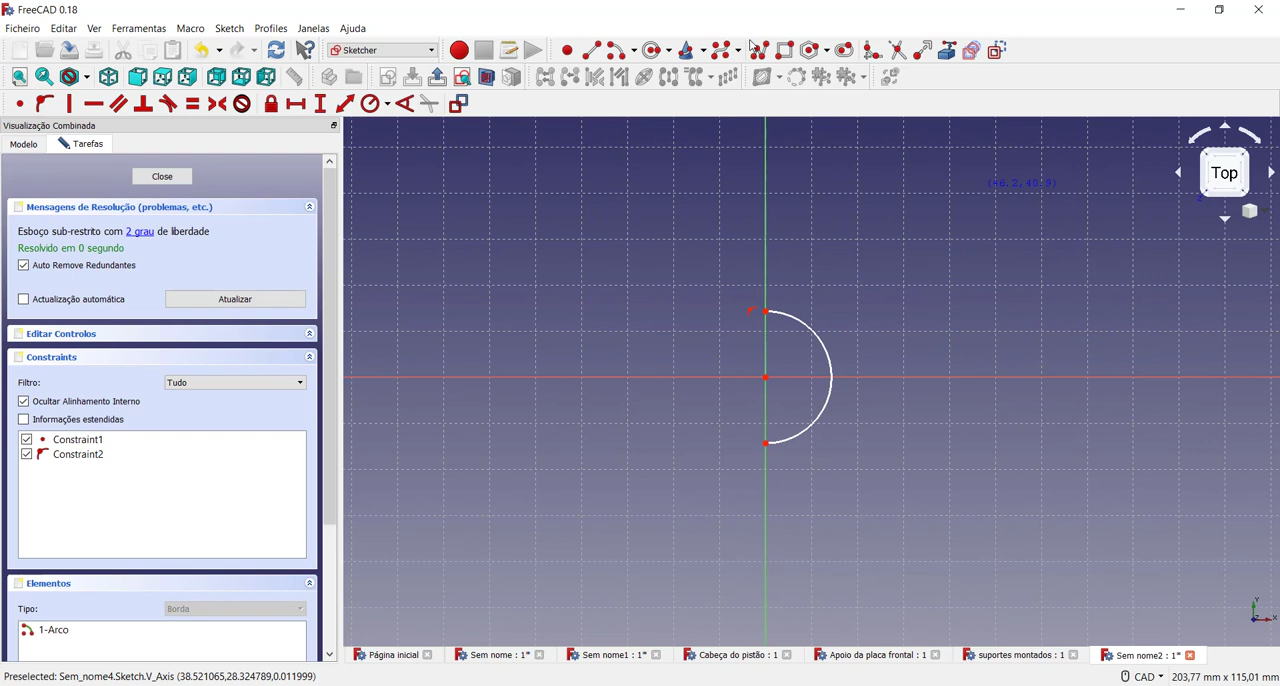 FreeCAD 0.18
Ficheiro Editar Ver Ferramentas Macro Sketch Profiles Janelas Ajuda
Sketcher
Visualização Combinada
Modelo Tarefas
Close
Mensagens de Resolução (problemas, etc.)
Esboço sub-restrito com 2 grau de liberdade
Resolvido em 0 segundo
Auto Remove Redundantes
Actualização automática Atualizar
Editar Controlos
Constraints
Filtro: Tudo
Ocultar Alinhamento Interno
Informações estendidas
Constraint1
Constraint2
Elementos
Tipo: Borda
1-Arco
(46.2,40.9)
Top
Z
Y
Z X
Página inicial Sem nome : 1* Sem nome1 : 1* Cabeça do pistão : 1 Apoio da placa frontal : 1 suportes montados : 1 Sem nome2 : 1*
Preselected: Sem_nome4.Sketch.V_Axis (38.521065,28.324789,0.011999) CAD 203,77 mm x 115,01 mm